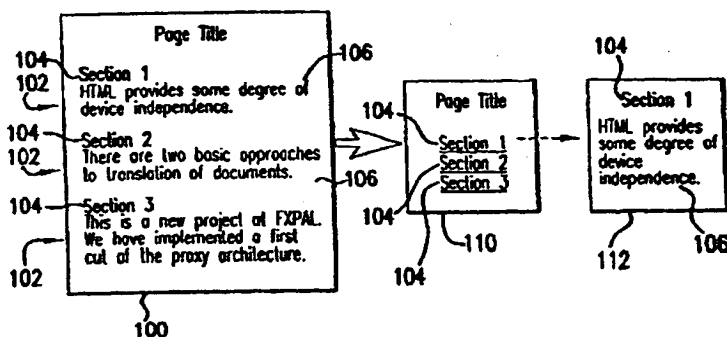 Page Title
104
106
Section 1
102
HTML provides some degree of
device independence.
104
Section 2
102
There are two basic approaches
to translation of documents.
106
104
Section 3
This is a new project at FXPAL.
We have implemented a first
cut of the proxy architecture.
102
100
Page Title
104
Section 1
Section 2
Section 3
104
104
110
104
Section 1
HTML provides
some degree of
device
independence.
106
112